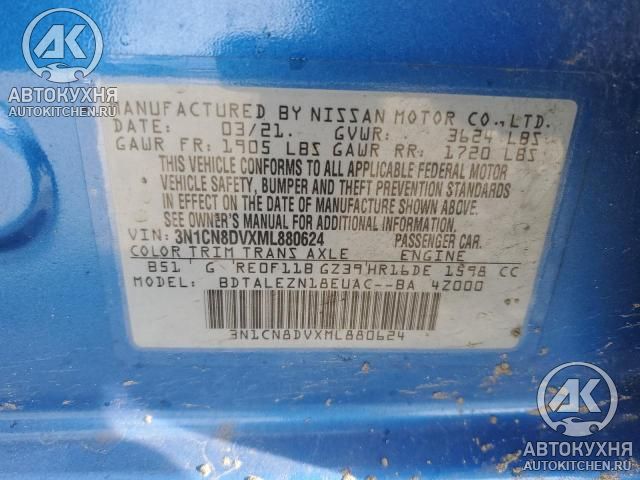 AK
АВТОКУХНЯ
AUTOKITCHEN.RU
MANUFACTURED BY NISSAN MOTOR CO.,LTD.
DATE: 03/21. GVWR: 3624 LBS
GAWR FR: 1905 LBS GAWR RR: 1720 LBS
THIS VEHICLE CONFORMS TO ALL APPLICABLE FEDERAL MOTOR
VEHICLE SAFETY, BUMPER AND THEFT PREVENTION STANDARDS
IN EFFECT ON THE DATE OF MANUFACTURE SHOWN ABOVE.
SEE OWNER'S MANUAL FOR ADDITIONAL INFORMATION.
VIN: 3N1CN8DVXML880624 PASSENGER CAR.
COLOR TRIM TRANS AXLE ENGINE
B51 G RE0F11B GZ39 HR16DE 1598 CC
MODEL: BDTALEZN18EUAC--BA 4Z000
3N1CN8DVXML880624
AK
АВТОКУХНЯ
AUTOKITCHEN.RU